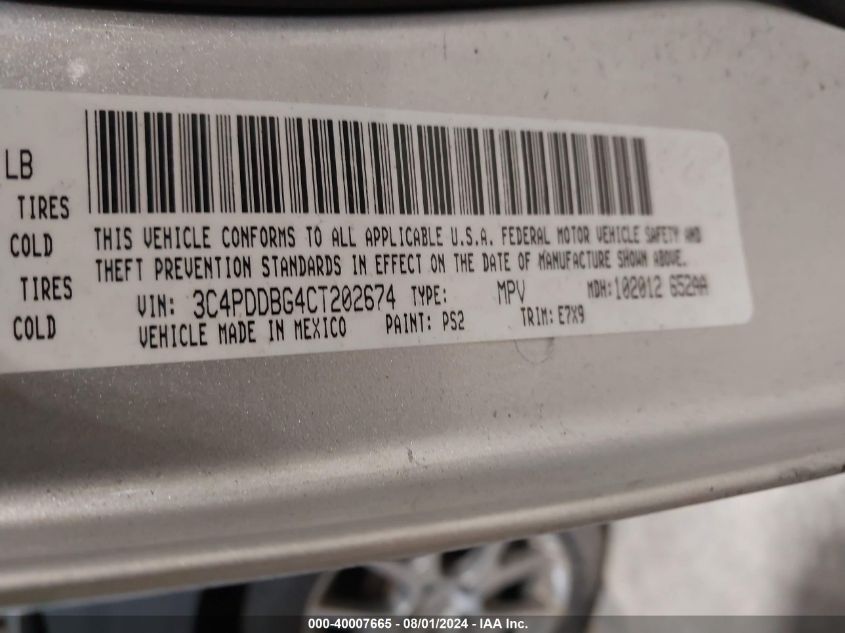 LB
TIRES
COLD
TIRES
COLD
THIS VEHICLE CONFORMS TO ALL APPLICABLE U.S.A. FEDERAL MOTOR VEHICLE SAFETY AND
THEFT PREVENTION STANDARDS IN EFFECT ON THE DATE OF MANUFACTURE SHOWN ABOVE.
VIN: 3C4PDDBG4CT202674 TYPE: MPV MDH:102012 652AA
VEHICLE MADE IN MEXICO PAINT: PS2 TRIM: E7X9
000-40007665 - 08/01/2024 - IAA Inc.